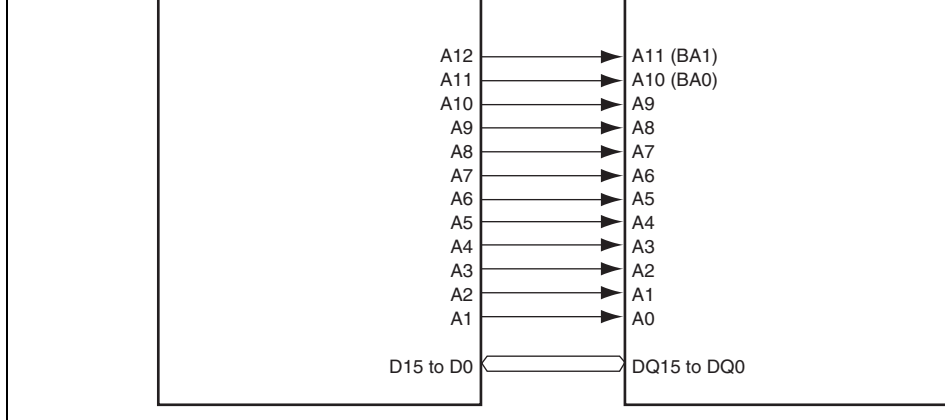 A12 A11 (BA1)
A11 A10 (BA0)
A10 A9
A9 A8
A8 A7
A7 A6
A6 A5
A5 A4
A4 A3
A3 A2
A2 A1
A1 A0
D15 to D0 DQ15 to DQ0